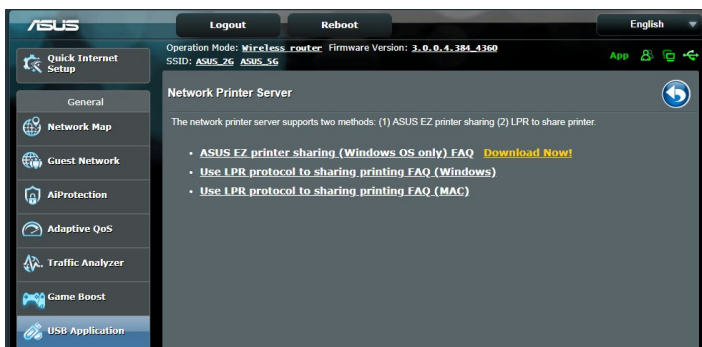 ASUS
Logout
Reboot
English
Quick Internet Setup
Operation Mode: Wireless router Firmware Version: 3.0.0.4.384_4360
SSID: ASUS_2G ASUS_5G
App
General
Network Map
Guest Network
AiProtection
Adaptive QoS
Traffic Analyzer
Game Boost
USB Application
Network Printer Server
The network printer server supports two methods: (1) ASUS EZ printer sharing (2) LPR to share printer.
ASUS EZ printer sharing (Windows OS only) FAQ Download Now!
Use LPR protocol to sharing printing FAQ (Windows)
Use LPR protocol to sharing printing FAQ (MAC)